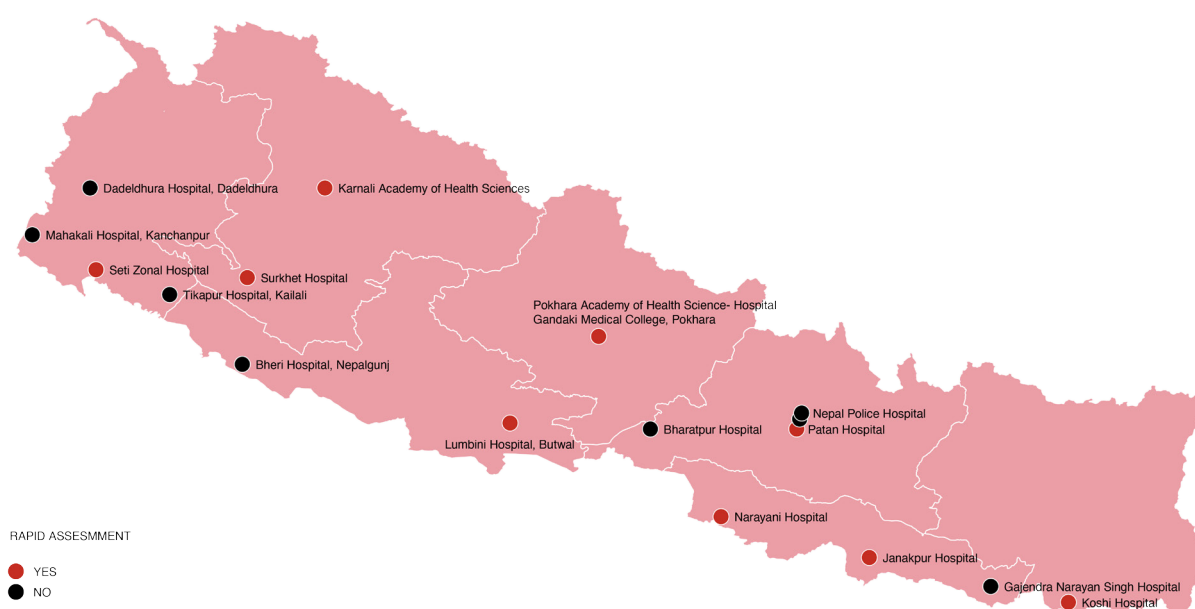 Dadeldhura Hospital, Dadeldhura
Karnali Academy of Health Sciences
Mahakali Hospital, Kanchanpur
Seti Zonal Hospital
Surkhet Hospital
Tikapur Hospital, Kailali
Pokhara Academy of Health Science- Hospital
Gandaki Medical College, Pokhara
Bheri Hospital, Nepalgunj
Nepal Police Hospital
Bharatpur Hospital
Patan Hospital
Lumbini Hospital, Butwal
Narayani Hospital
RAPID ASSESMMENT
Janakpur Hospital
YES
Gajendra Narayan Singh Hospital
NO
Koshi Hospital